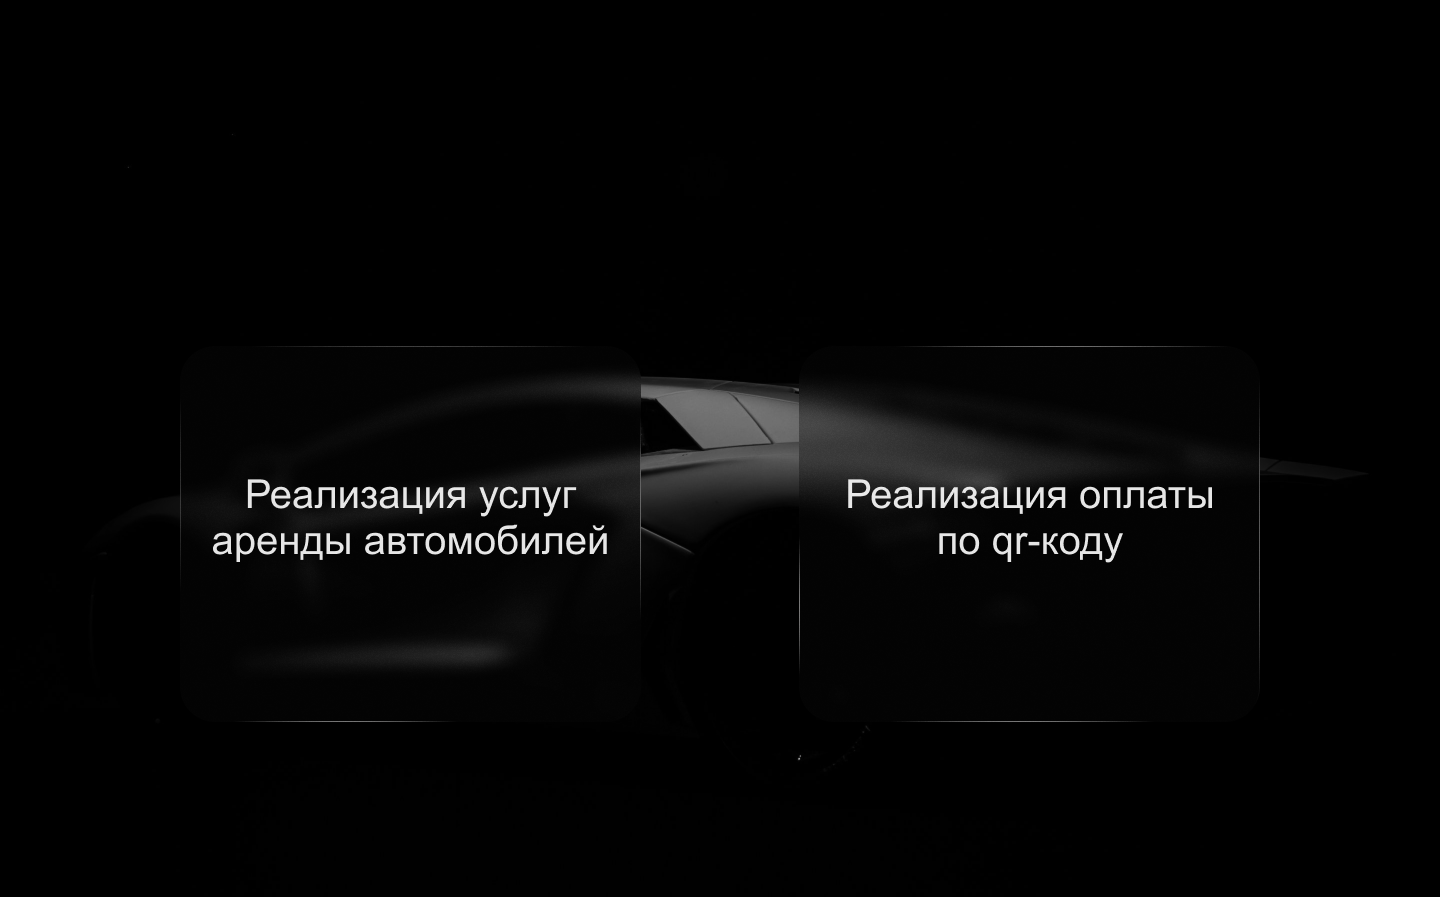 Реализация услуг
аренды автомобилей
Реализация оплаты
по qr-коду